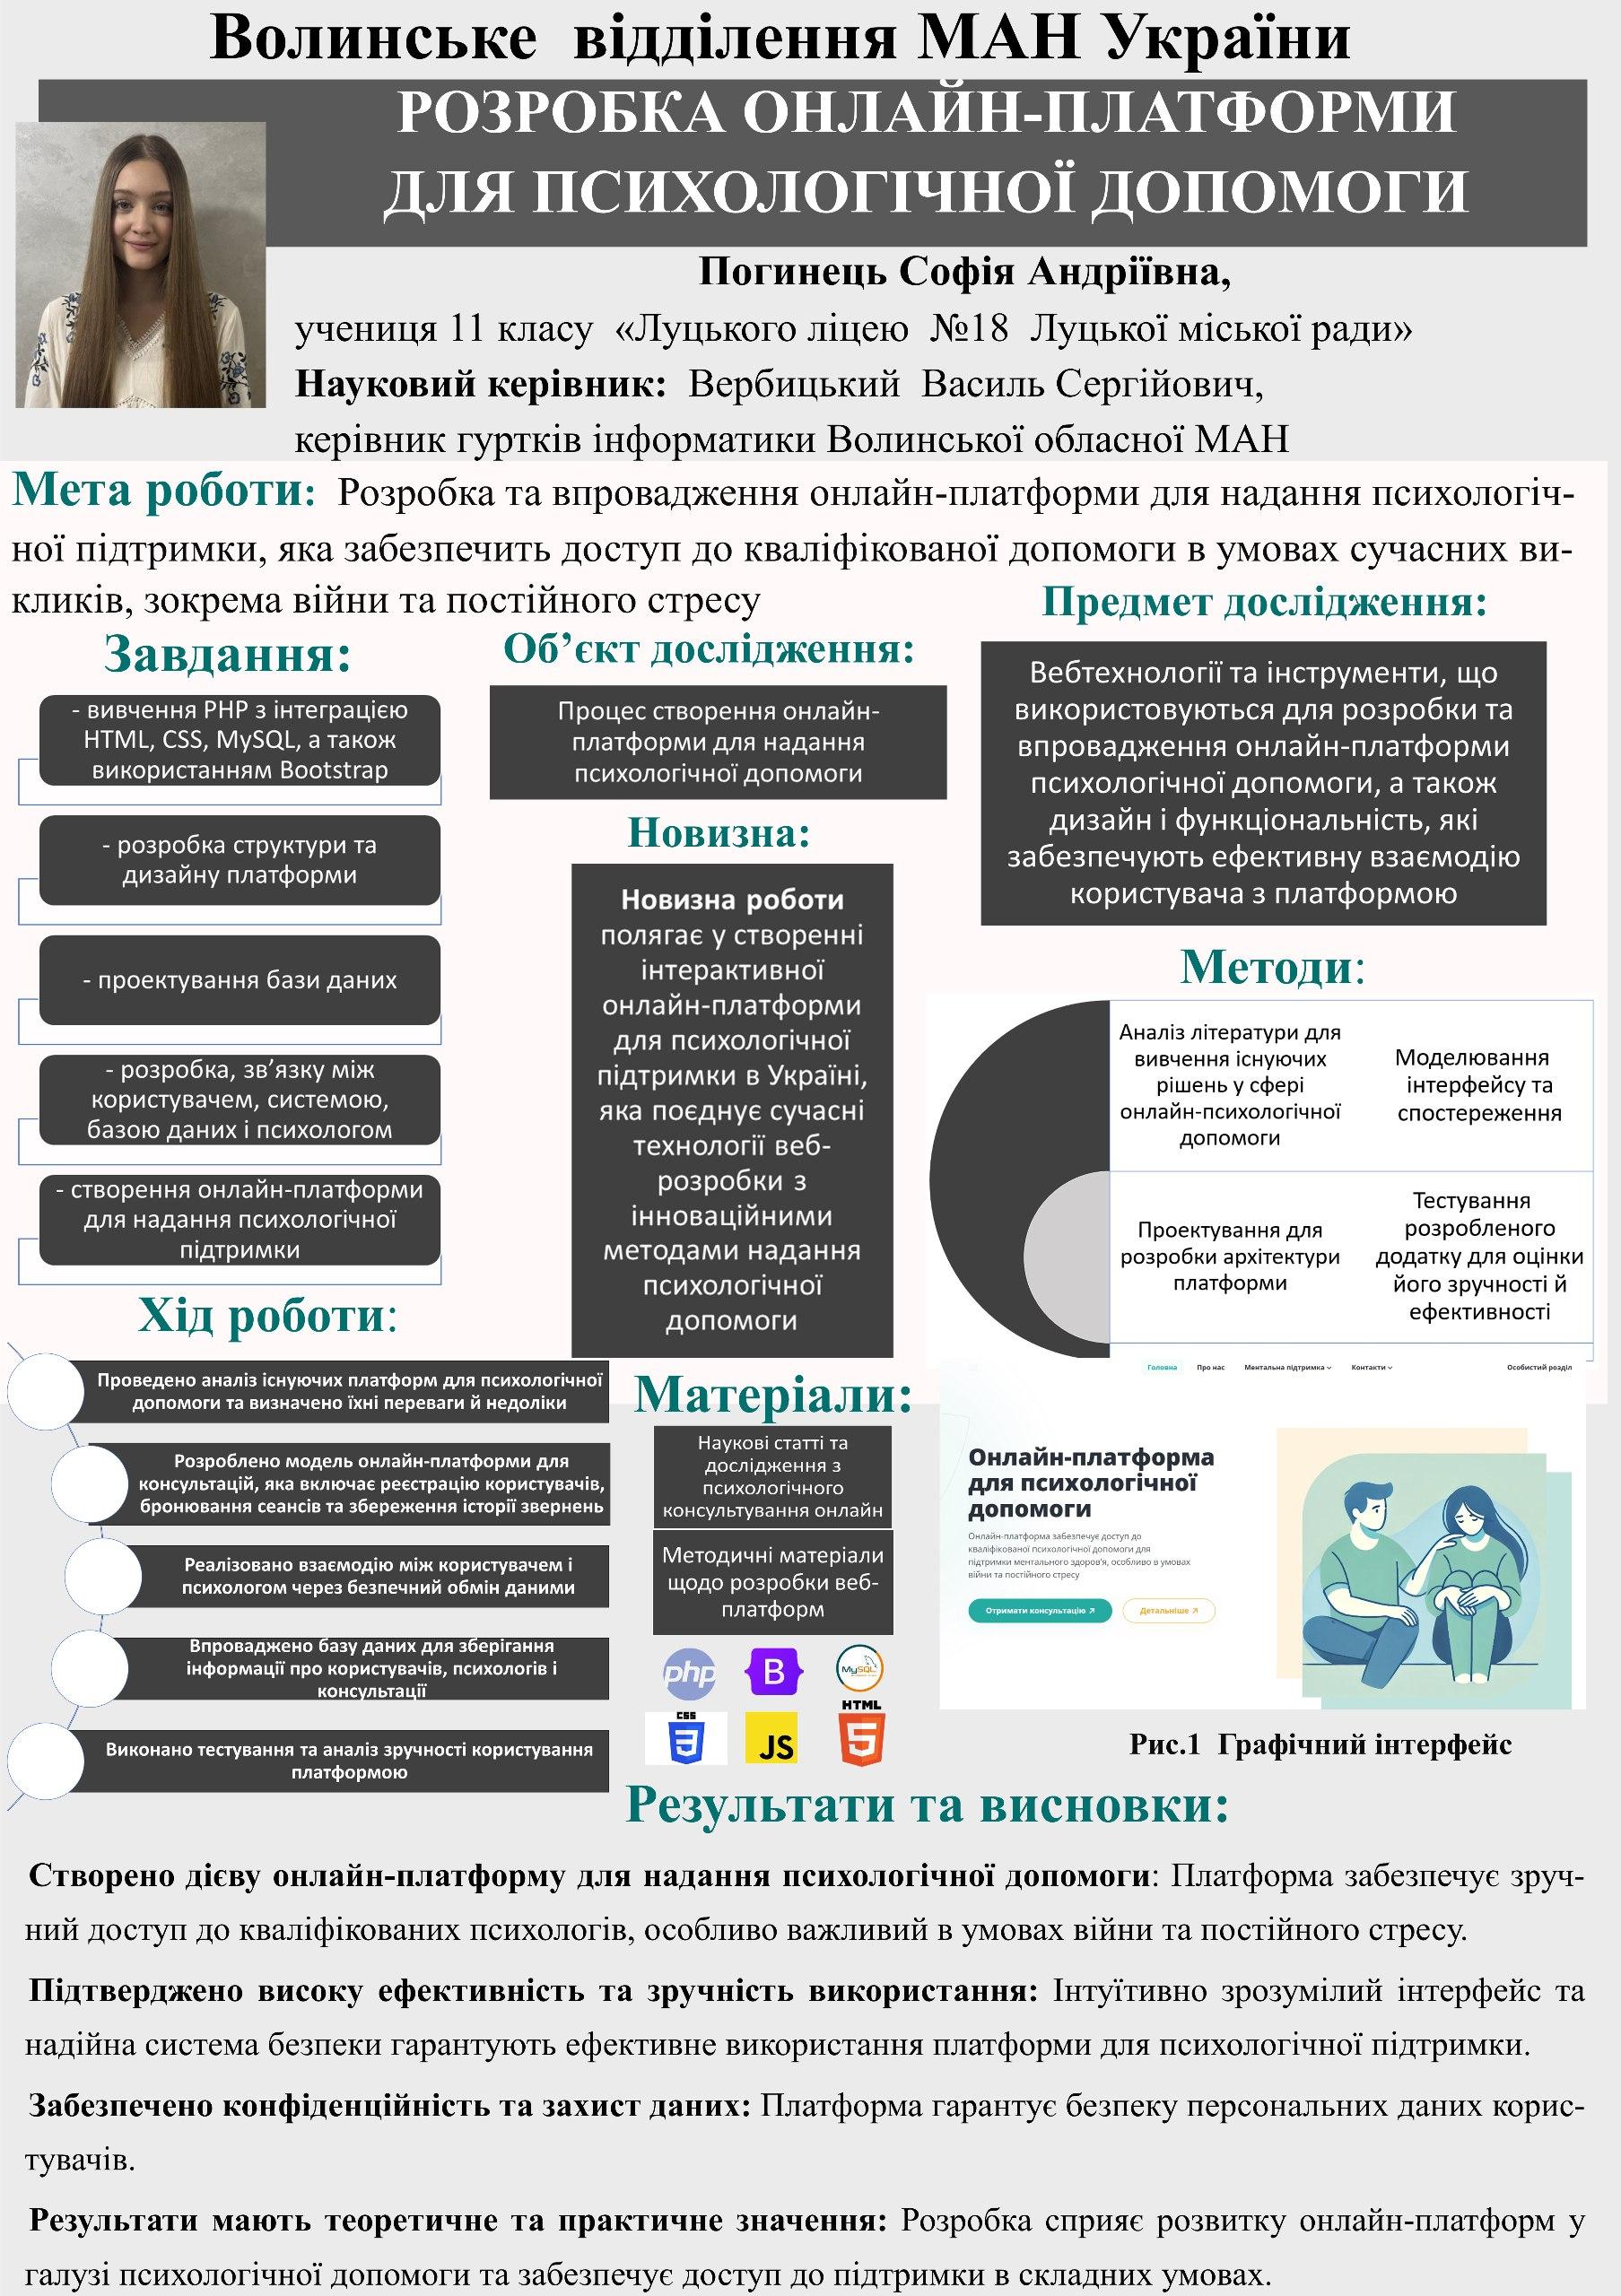 Волинське відділення МАН України
РОЗРОБКА ОНЛАЙН-ПЛАТФОРМИ
ДЛЯ ПСИХОЛОГІЧНОЇ ДОПОМОГИ
Погинець Софія Андріївна,
учениця 11 класу «Луцького ліцею №18 Луцької міської ради»
Науковий керівник: Вербицький Василь Сергійович,
керівник гуртків інформатики Волинської обласної МАН
Мета роботи: Розробка та впровадження онлайн-платформи для надання психологіч-
ної підтримки, яка забезпечить доступ до кваліфікованої допомоги в умовах сучасних ви-
кликів, зокрема війни та постійного стресу
Завдання:
- вивчення PHP з інтеграцією
HTML, CSS, MySQL, а також
використанням Bootstrap
- розробка структури та
дизайну платформи
- проектування бази даних
- розробка, зв’язку між
користувачем, системою,
базою даних і психологом
- створення онлайн-платформи
для надання психологічної
підтримки
Об’єкт дослідження:
Процес створення онлайн-
платформи для надання
психологічної допомоги
Новизна:
Новизна роботи
полягає у створенні
інтерактивної
онлайн-платформи
для психологічної
підтримки в Україні,
яка поєднує сучасні
технології веб-
розробки з
інноваційними
методами надання
психологічної
допомоги
Предмет дослідження:
Вебтехнології та інструменти, що
використовуються для розробки та
впровадження онлайн-платформи
психологічної допомоги, а також
дизайн і функціональність, які
забезпечують ефективну взаємодію
користувача з платформою
Методи:
Аналіз літератури для
вивчення існуючих
рішень у сфері
онлайн-психологічної
допомоги
Моделювання
інтерфейсу та
спостереження
Проектування для
розробки архітектури
платформи
Тестування
розробленого
додатку для оцінки
його зручності й
ефективності
Хід роботи:
Проведено аналіз існуючих платформ для психологічної
допомоги та визначено їхні переваги й недоліки
Розроблено модель онлайн-платформи для
консультацій, яка включає реєстрацію користувачів,
бронювання сеансів та збереження історії звернень
Реалізовано взаємодію між користувачем і
психологом через безпечний обмін даними
Впроваджено базу даних для зберігання
інформації про користувачів, психологів і
консультації
Виконано тестування та аналіз зручності користування
платформою
Матеріали:
Наукові статті та
дослідження з
психологічного
консультування онлайн
Методичні матеріали
щодо розробки веб-
платформ
php B MySQL
CSS 3 JS HTML 5
Головна Про нас Ментальна підтримка Контакти Особистий розділ
Онлайн-платформа
для психологічної
допомоги
Онлайн-платформа забезпечує доступ до
кваліфікованої психологічної допомоги для
підтримки ментального здоров'я, особливо в умовах
війни та постійного стресу
Отримати консультацію Детальніше
Рис.1 Графічний інтерфейс
Результати та висновки:
Створено дієву онлайн-платформу для надання психологічної допомоги: Платформа забезпечує зруч-
ний доступ до кваліфікованих психологів, особливо важливий в умовах війни та постійного стресу.
Підтверджено високу ефективність та зручність використання: Інтуїтивно зрозумілий інтерфейс та
надійна система безпеки гарантують ефективне використання платформи для психологічної підтримки.
Забезпечено конфіденційність та захист даних: Платформа гарантує безпеку персональних даних корис-
тувачів.
Результати мають теоретичне та практичне значення: Розробка сприяє розвитку онлайн-платформ у
галузі психологічної допомоги та забезпечує доступ до підтримки в складних умовах.